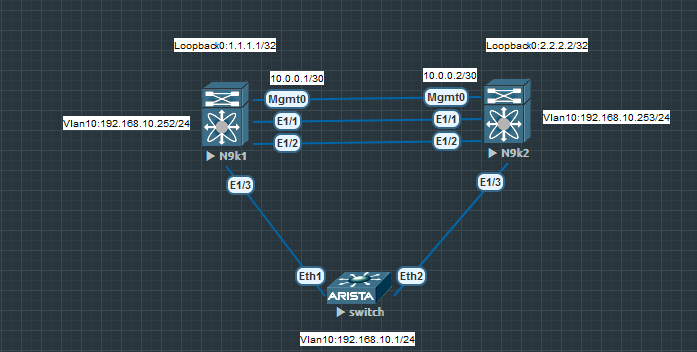 Loopback0:1.1.1.1/32
Loopback0:2.2.2.2/32
10.0.0.1/30
10.0.0.2/30
Mgmt0
Mgmt0
Vlan10:192.168.10.252/24
E1/1
E1/1
Vlan10:192.168.10.253/24
E1/2
E1/2
N9k1
N9k2
E1/3
E1/3
Eth1
Eth2
ARISTA
switch
Vlan10:192.168.10.1/24